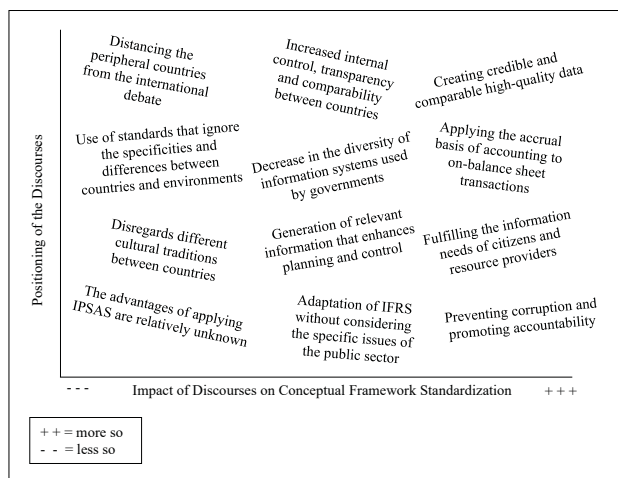 Positioning of the Discourses
Distancing the
peripheral countries
from the international
debate
Increased internal
control, transparency
and comparability
between countries
Creating credible and
comparable high-quality data
Use of standards that ignore
the specificities and
differences between
countries and environments
Decrease in the diversity of
information systems used
by governments
Applying the accrual
basis of accounting to
on-balance sheet
transactions
Disregards different
cultural traditions
between countries
Generation of relevant
information that enhances
planning and control
Fulfilling the information
needs of citizens and
resource providers
The advantages of applying
IPSAS are relatively unknown
Adaptation of IFRS
without considering
the specific issues of
the public sector
Preventing corruption and
promoting accountability
- - - Impact of Discourses on Conceptual Framework Standardization + + +
+ + = more so
- - = less so